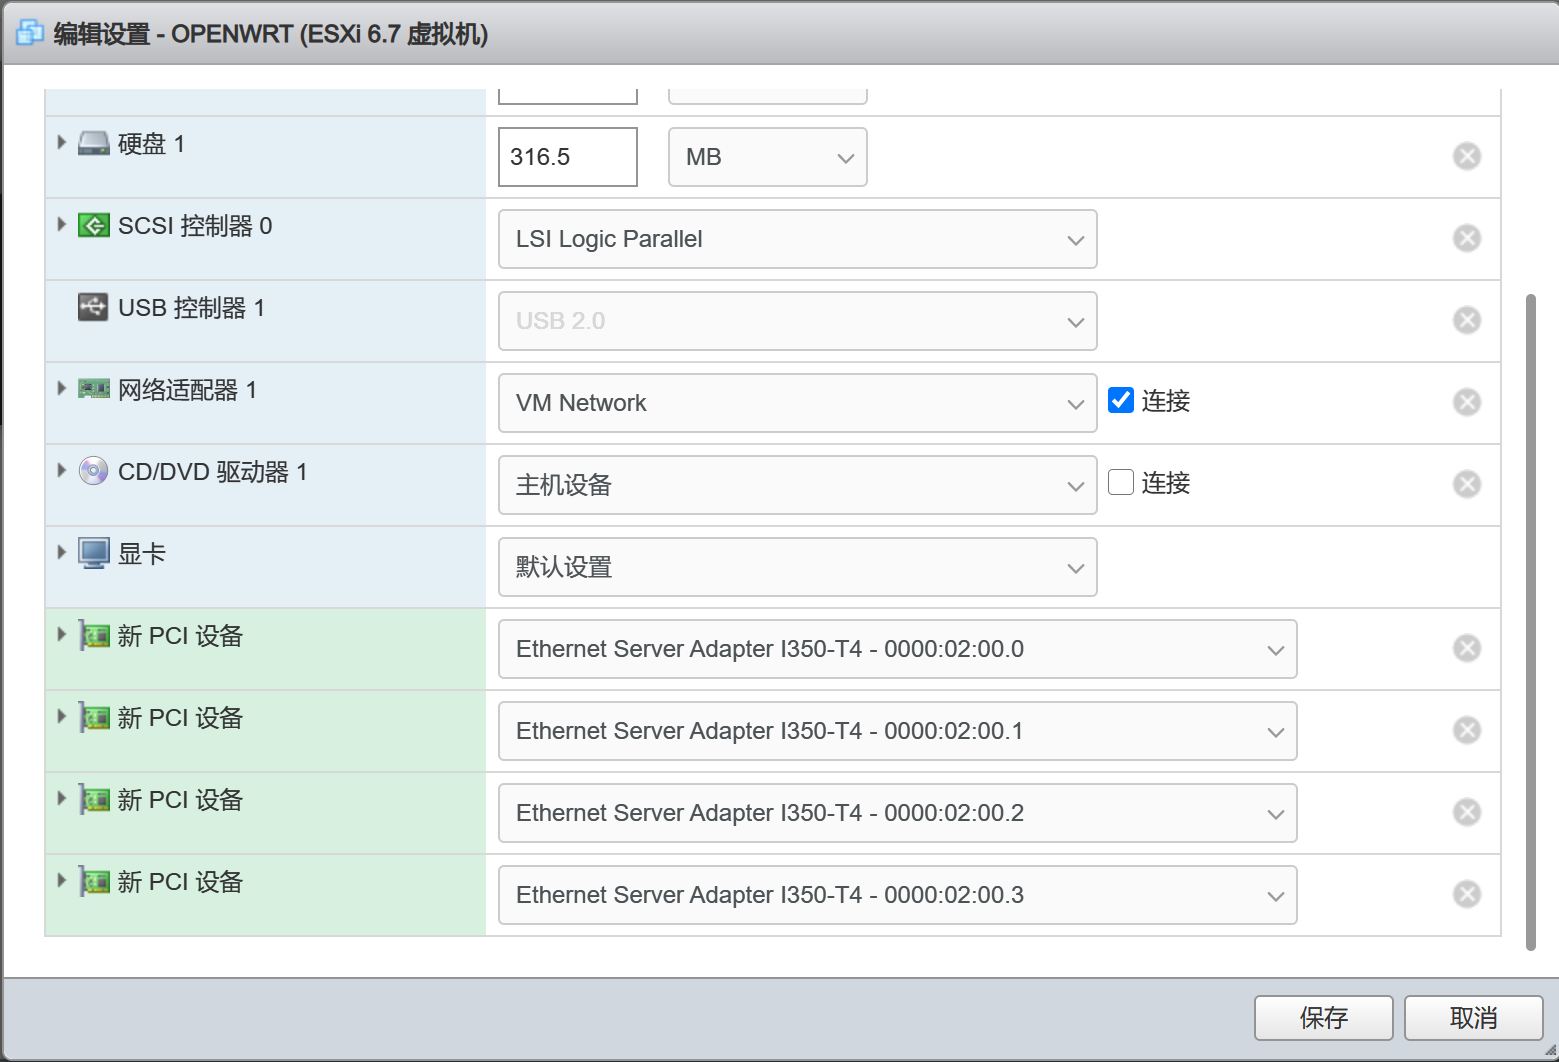 编辑设置 - OPENWRT (ESXi 6.7 虚拟机)
硬盘 1
316.5
MB
SCSI 控制器 0
LSI Logic Parallel
USB 控制器 1
USB 2.0
网络适配器 1
VM Network
连接
CD/DVD 驱动器 1
主机设备
连接
显卡
默认设置
新 PCI 设备
Ethernet Server Adapter I350-T4 - 0000:02:00.0
新 PCI 设备
Ethernet Server Adapter I350-T4 - 0000:02:00.1
新 PCI 设备
Ethernet Server Adapter I350-T4 - 0000:02:00.2
新 PCI 设备
Ethernet Server Adapter I350-T4 - 0000:02:00.3
保存
取消